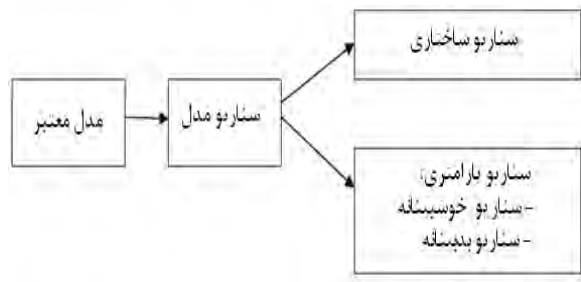 سناریو ساختاری
مدل معتبر
سناریو مدل
سناریو پارامتری:
- سناریو خوشبینانه
- سناریو بدبینانه